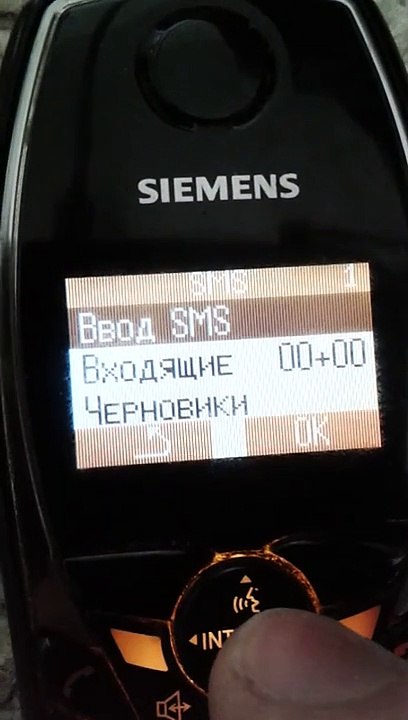 SIEMENS
SMS 1
Ввод SMS
Входящие 00+00
Черновики
OK
INT